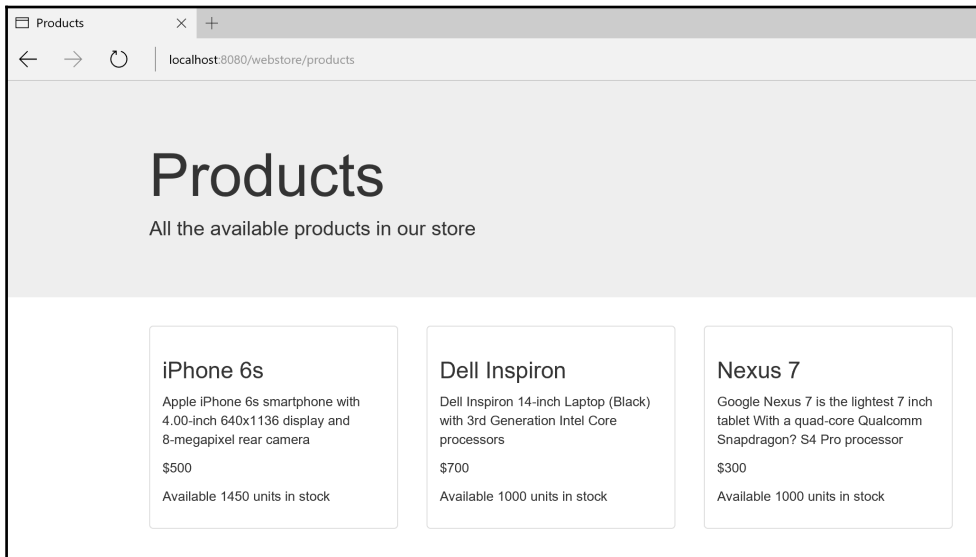 Products
localhost:8080/webstore/products
Products
All the available products in our store
iPhone 6s
Apple iPhone 6s smartphone with
4.00-inch 640x1136 display and
8-megapixel rear camera
$500
Available 1450 units in stock
Dell Inspiron
Dell Inspiron 14-inch Laptop (Black)
with 3rd Generation Intel Core
processors
$700
Available 1000 units in stock
Nexus 7
Google Nexus 7 is the lightest 7 inch
tablet With a quad-core Qualcomm
Snapdragon? S4 Pro processor
$300
Available 1000 units in stock